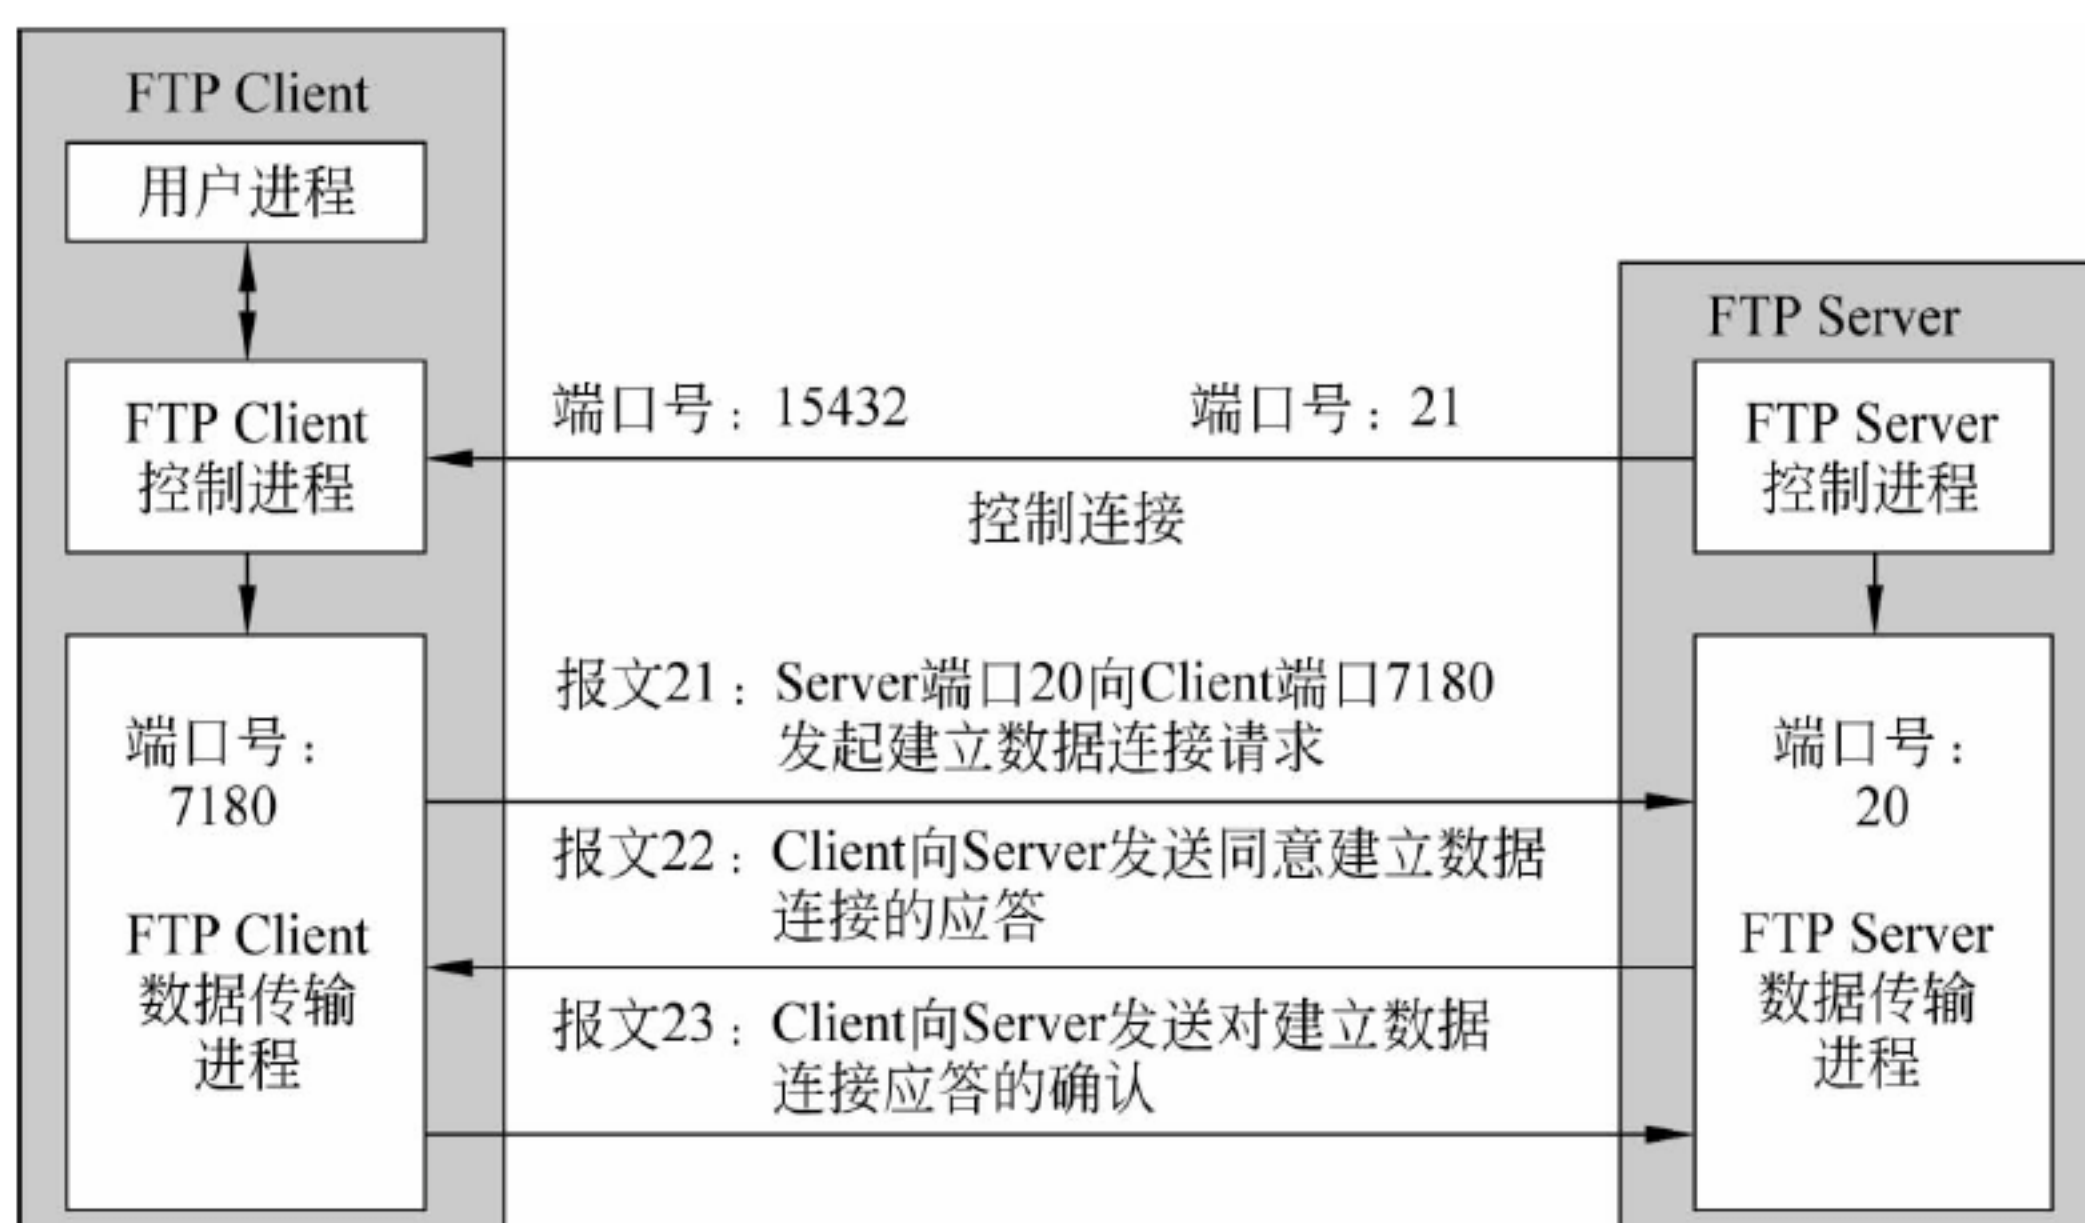 FTP Client
用户进程
FTP Client
控制进程
端口号：15432
端口号：21
控制连接
FTP Server
FTP Server
控制进程
端口号：
7180
FTP Client
数据传输
进程
报文21：Server端口20向Client端口7180
发起建立数据连接请求
报文22：Client向Server发送同意建立数据
连接的应答
报文23：Client向Server发送对建立数据
连接应答的确认
端口号：
20
FTP Server
数据传输
进程